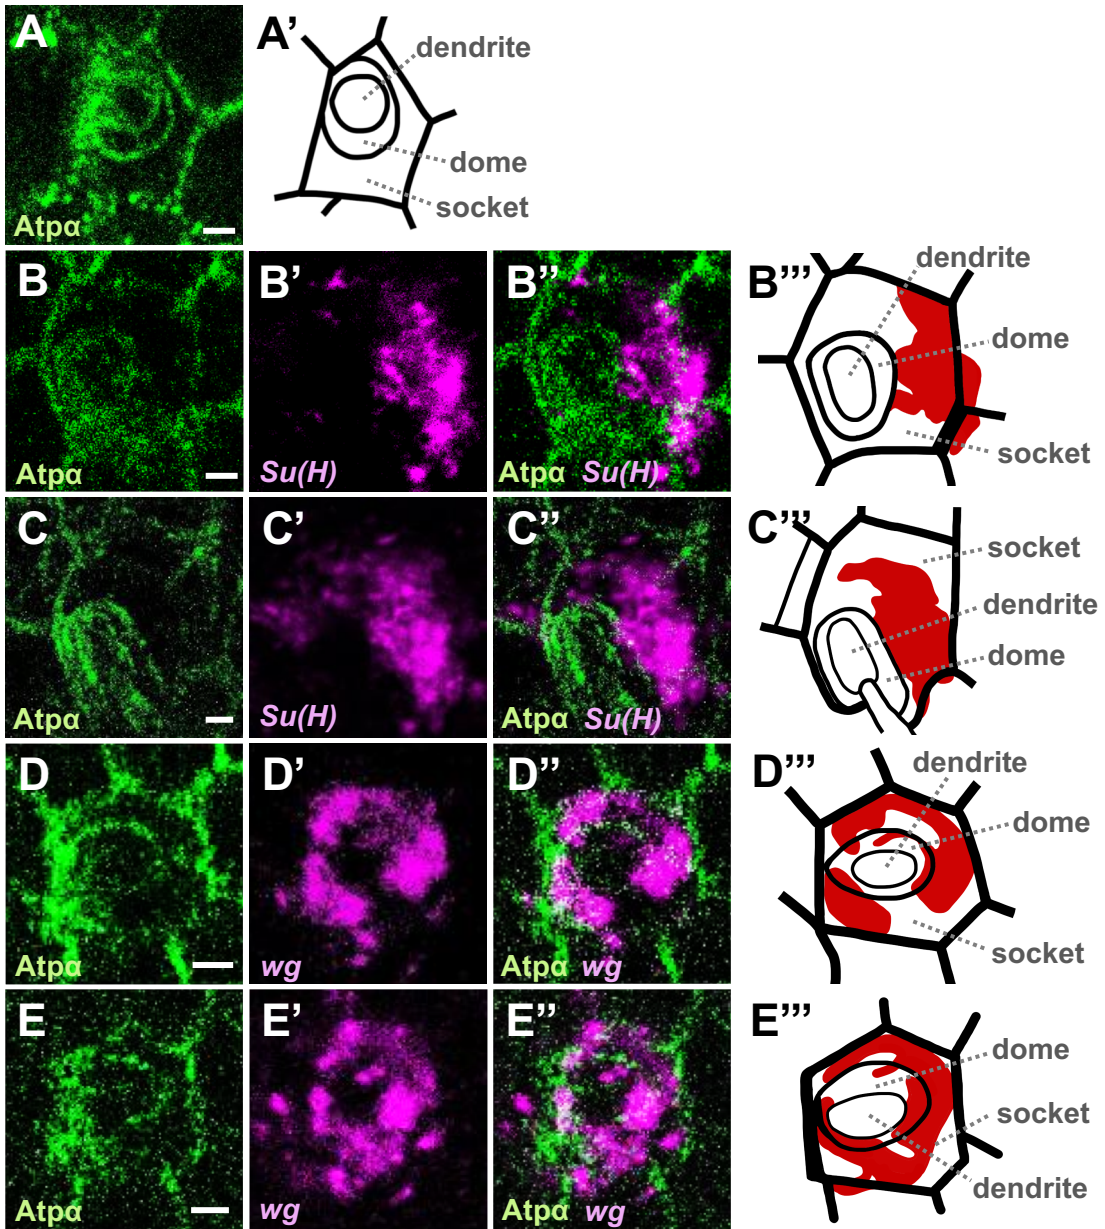 A
Atpα
A’
dendrite
dome
socket
B
Atpα
B’
Su(H)
B’’
Atpα Su(H)
B’’’
dendrite
dome
socket
C
Atpα
C’
Su(H)
C’’
Atpα Su(H)
C’’’
socket
dendrite
dome
D
Atpα
D’
wg
D’’
Atpα wg
D’’’
dendrite
dome
socket
E
Atpα
E’
wg
E’’
Atpα wg
E’’’
dome
socket
dendrite